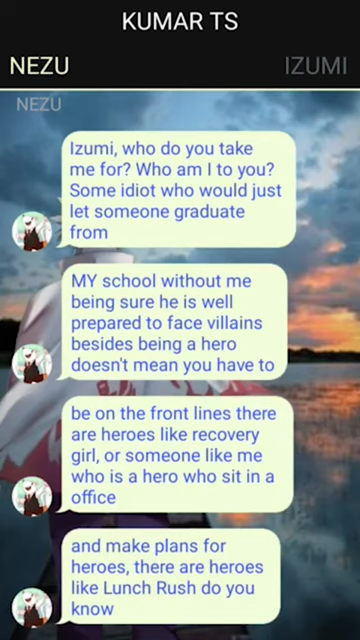 KUMAR TS
NEZU
IZUMI
NEZU
Izumi, who do you take
me for? Who am I to you?
Some idiot who would just
let someone graduate
from
MY school without me
being sure he is well
prepared to face villains
besides being a hero
doesn't mean you have to
be on the front lines there
are heroes like recovery
girl, or someone like me
who is a hero who sit in a
office
and make plans for
heroes, there are heroes
like Lunch Rush do you
know